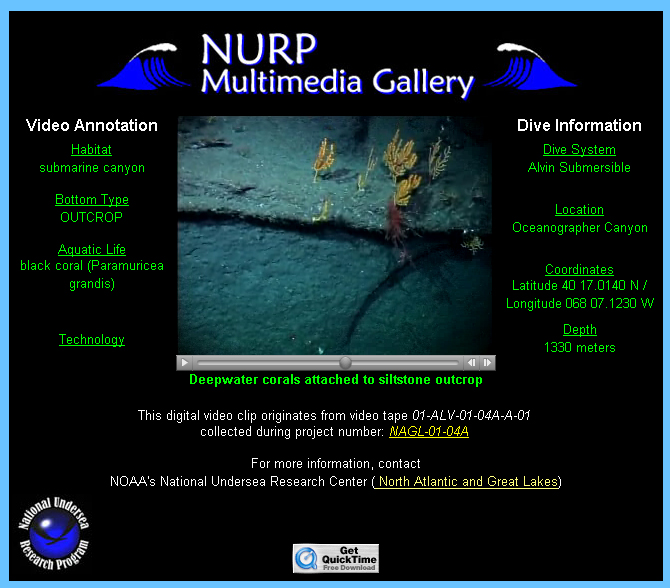 NURP
Multimedia Gallery
Video Annotation
Habitat
submarine canyon
Bottom Type
OUTCROP
Aquatic Life
black coral (Paramuricea
grandis)
Technology
Dive Information
Dive System
Alvin Submersible
Location
Oceanographer Canyon
Coordinates
Latitude 40 17.0140 N /
Longitude 068 07.1230 W
Depth
1330 meters
Deepwater corals attached to siltstone outcrop
This digital video clip originates from video tape 01-ALV-01-04A-A-01
collected during project number: NAGL-01-04A
For more information, contact
NOAA's National Undersea Research Center ( North Atlantic and Great Lakes)
National Undersea
Research Program
Get
QuickTime
Free Download